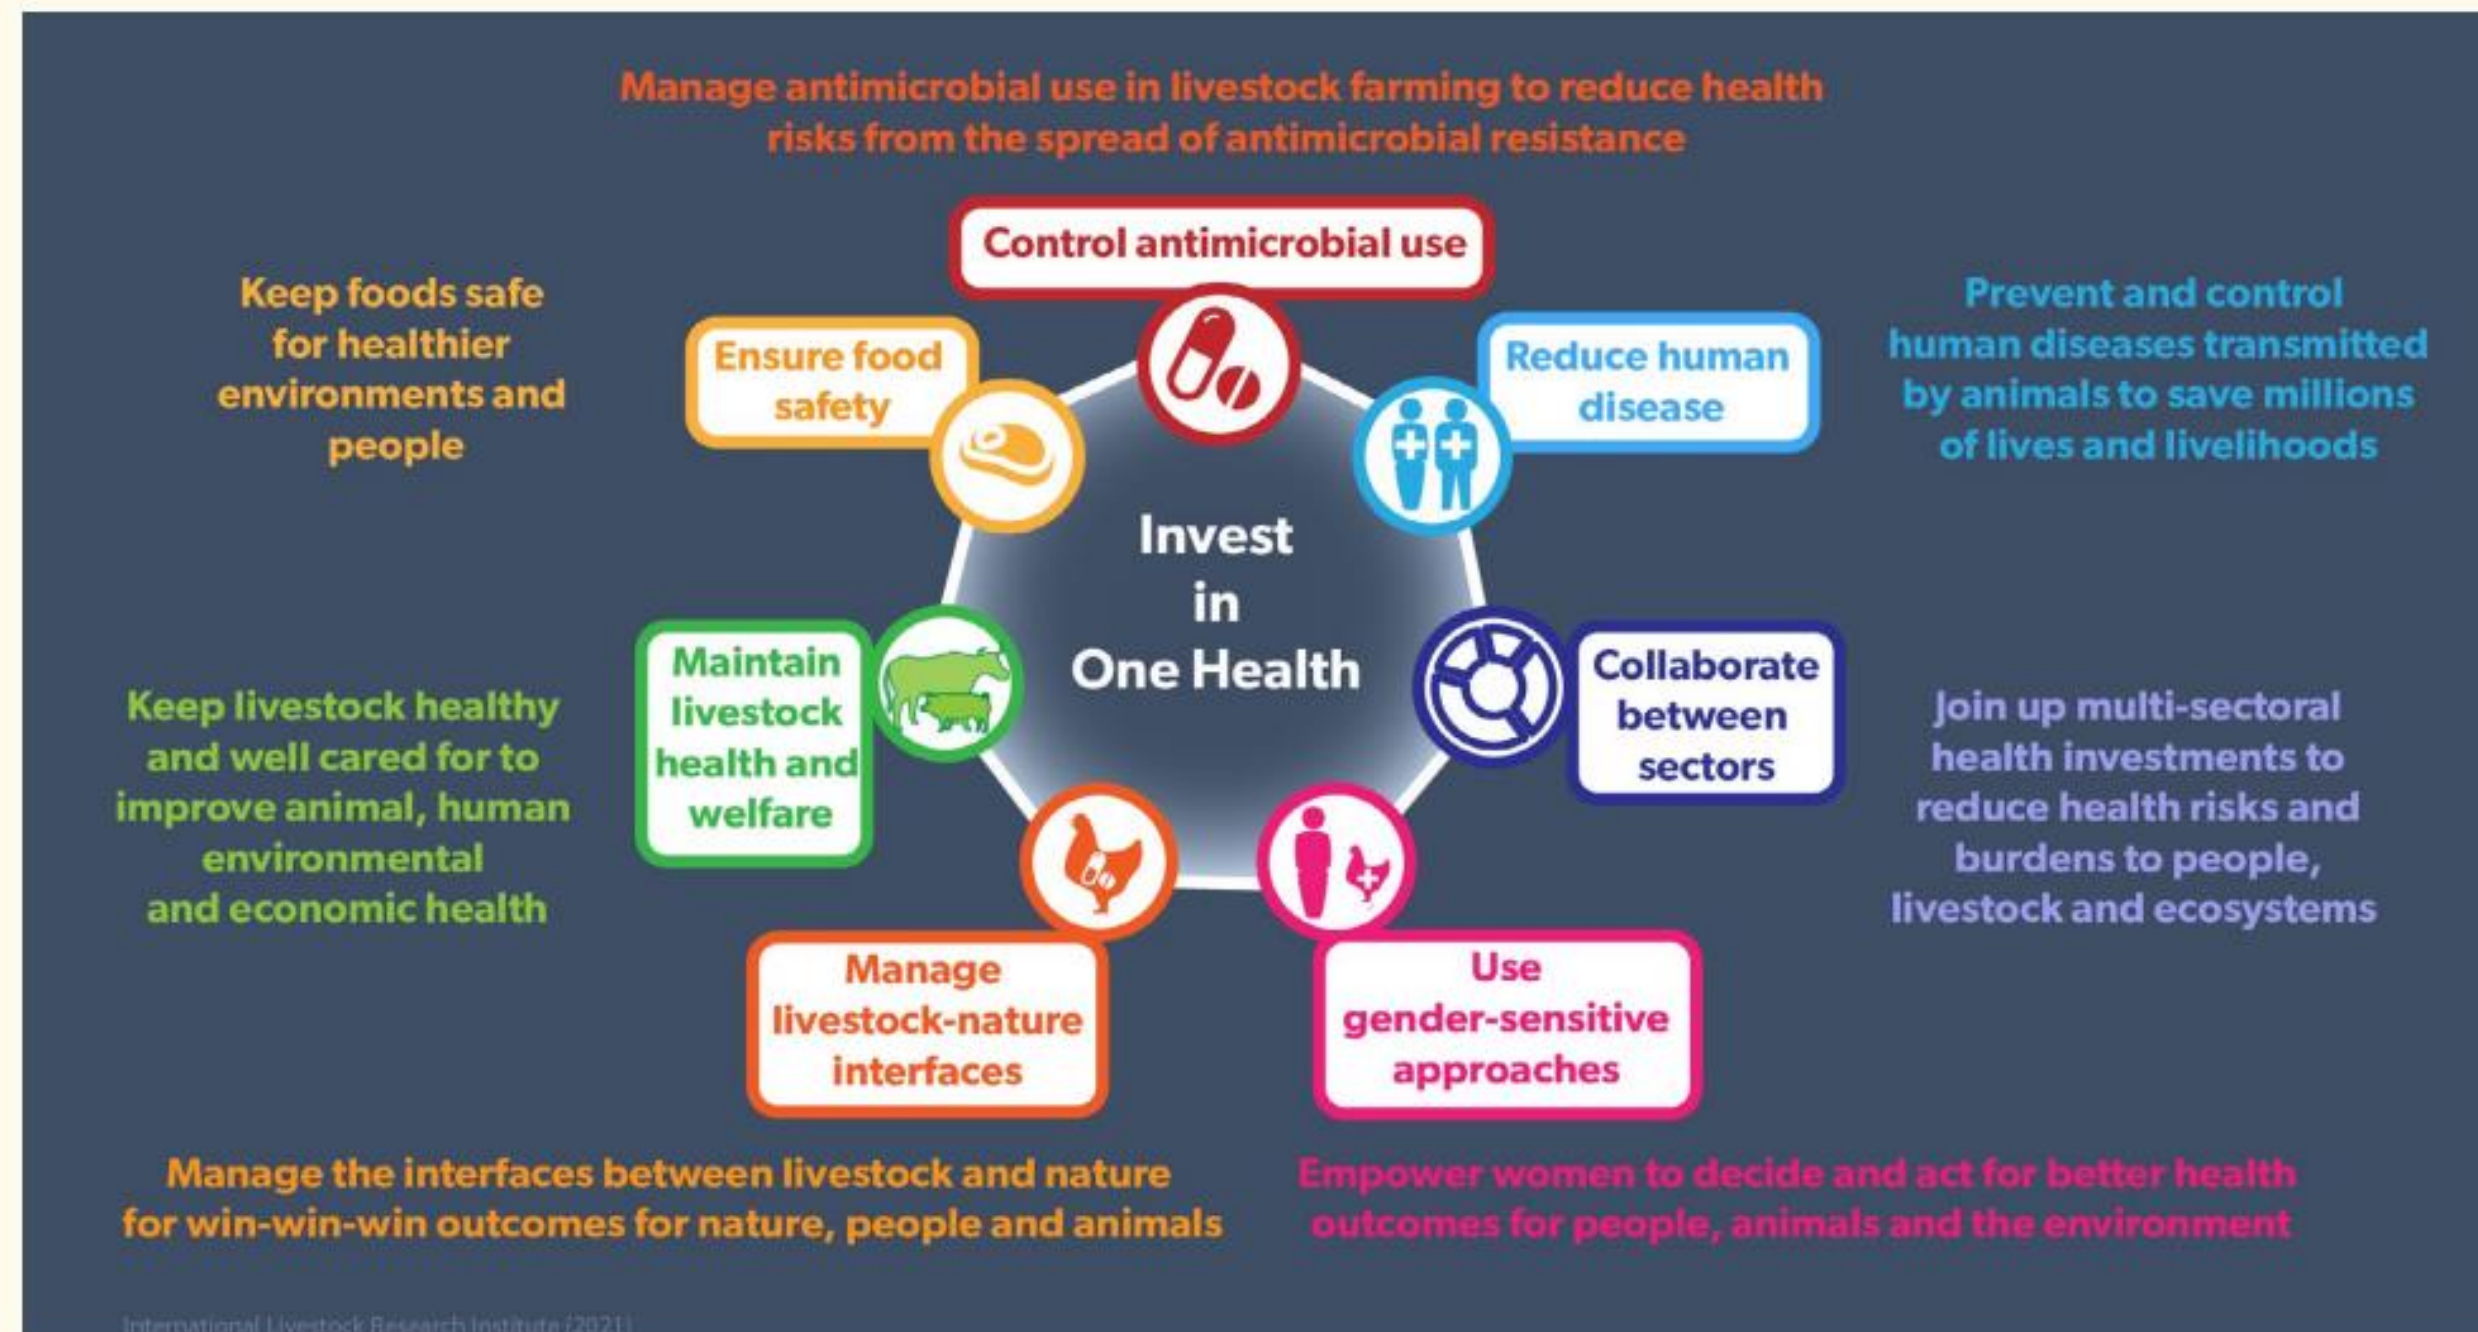 Manage antimicrobial use in livestock farming to reduce health
risks from the spread of antimicrobial resistance
Control antimicrobial use
Keep foods safe
for healthier
environments and
people
Ensure food
safety
Reduce human
disease
Prevent and control
human diseases transmitted
by animals to save millions
of lives and livelihoods
Invest
in
One Health
Keep livestock healthy
and well cared for to
improve animal, human
environmental
and economic health
Maintain
livestock
health and
welfare
Collaborate
between
sectors
Join up multi-sectoral
health investments to
reduce health risks and
burdens to people,
livestock and ecosystems
Manage
livestock-nature
interfaces
Use
gender-sensitive
approaches
Manage the interfaces between livestock and nature
for win-win-win outcomes for nature, people and animals
Empower women to decide and act for better health
outcomes for people, animals and the environment
International Livestock Research Institute (2021)